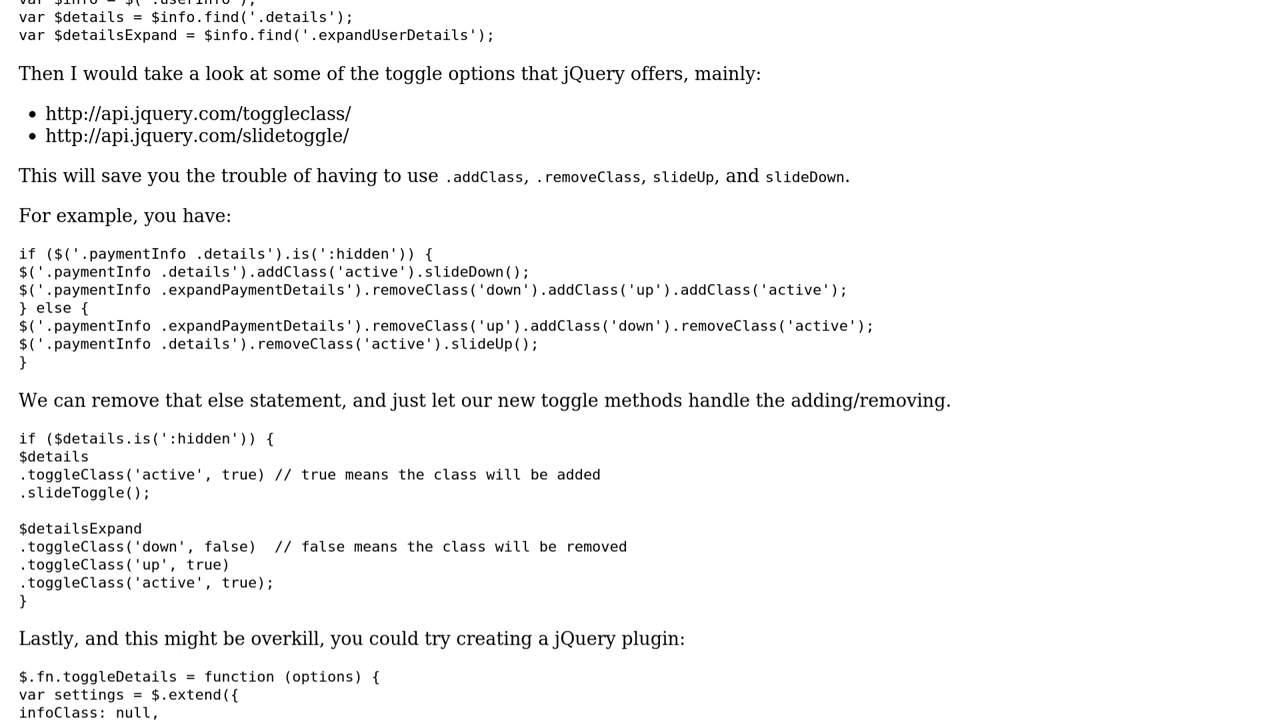 var $info = $('.userInfo');
var $details = $info.find('.details');
var $detailsExpand = $info.find('.expandUserDetails');
Then I would take a look at some of the toggle options that jQuery offers, mainly:
• http://api.jquery.com/toggleclass/
• http://api.jquery.com/slidetoggle/
This will save you the trouble of having to use .addClass, .removeClass, slideUp, and slideDown.
For example, you have:
if ($('.paymentInfo .details').is(':hidden')) {
$('.paymentInfo .details').addClass('active').slideDown();
$('.paymentInfo .expandPaymentDetails').removeClass('down').addClass('up').addClass('active');
} else {
$('.paymentInfo .expandPaymentDetails').removeClass('up').addClass('down').removeClass('active');
$('.paymentInfo .details').removeClass('active').slideUp();
}
We can remove that else statement, and just let our new toggle methods handle the adding/removing.
if ($details.is(':hidden')) {
$details
.toggleClass('active', true) // true means the class will be added
.slideToggle();
$detailsExpand
.toggleClass('down', false)  // false means the class will be removed
.toggleClass('up', true)
.toggleClass('active', true);
}
Lastly, and this might be overkill, you could try creating a jQuery plugin:
$.fn.toggleDetails = function (options) {
var settings = $.extend({
infoClass: null,